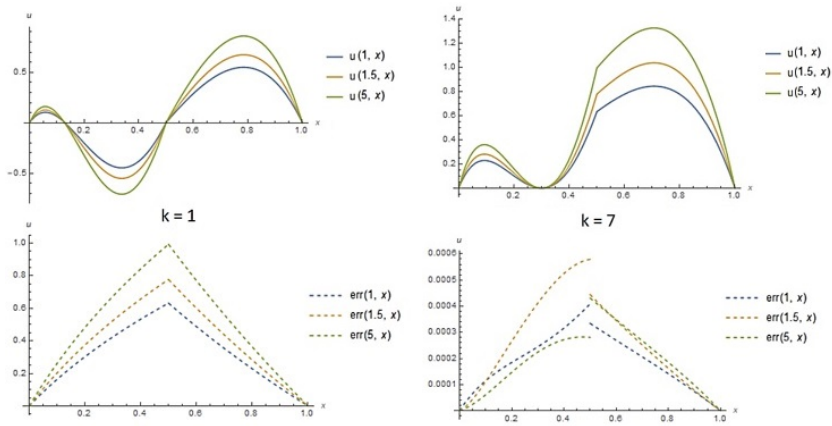 u
0.5
-0.5
0.2
0.4
0.6
0.8
1.0
x
u(1, x)
u(1.5, x)
u(5, x)
k = 1
u
1.4
1.2
1.0
0.8
0.6
0.4
0.2
0.2
0.4
0.6
0.8
1.0
x
u(1, x)
u(1.5, x)
u(5, x)
k = 7
u
1.0
0.8
0.6
0.4
0.2
0.2
0.4
0.6
0.8
1.0
x
err(1, x)
err(1.5, x)
err(5, x)
u
0.0006
0.0005
0.0004
0.0003
0.0002
0.0001
0.2
0.4
0.6
0.8
1.0
x
err(1, x)
err(1.5, x)
err(5, x)